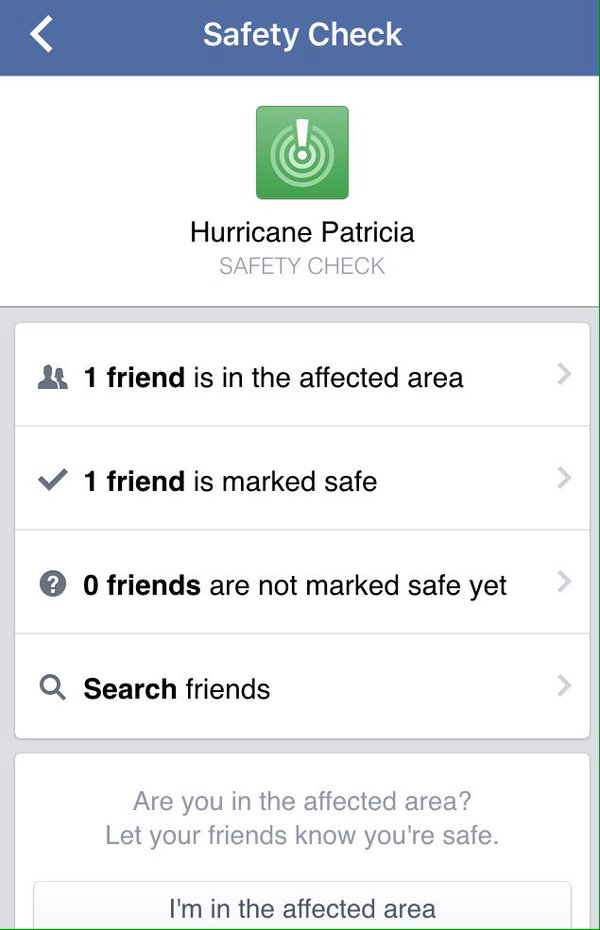 Safety Check
Hurricane Patricia
SAFETY CHECK
1 friend is in the affected area
1 friend is marked safe
0 friends are not marked safe yet
Search friends
Are you in the affected area?
Let your friends know you're safe.
I'm in the affected area